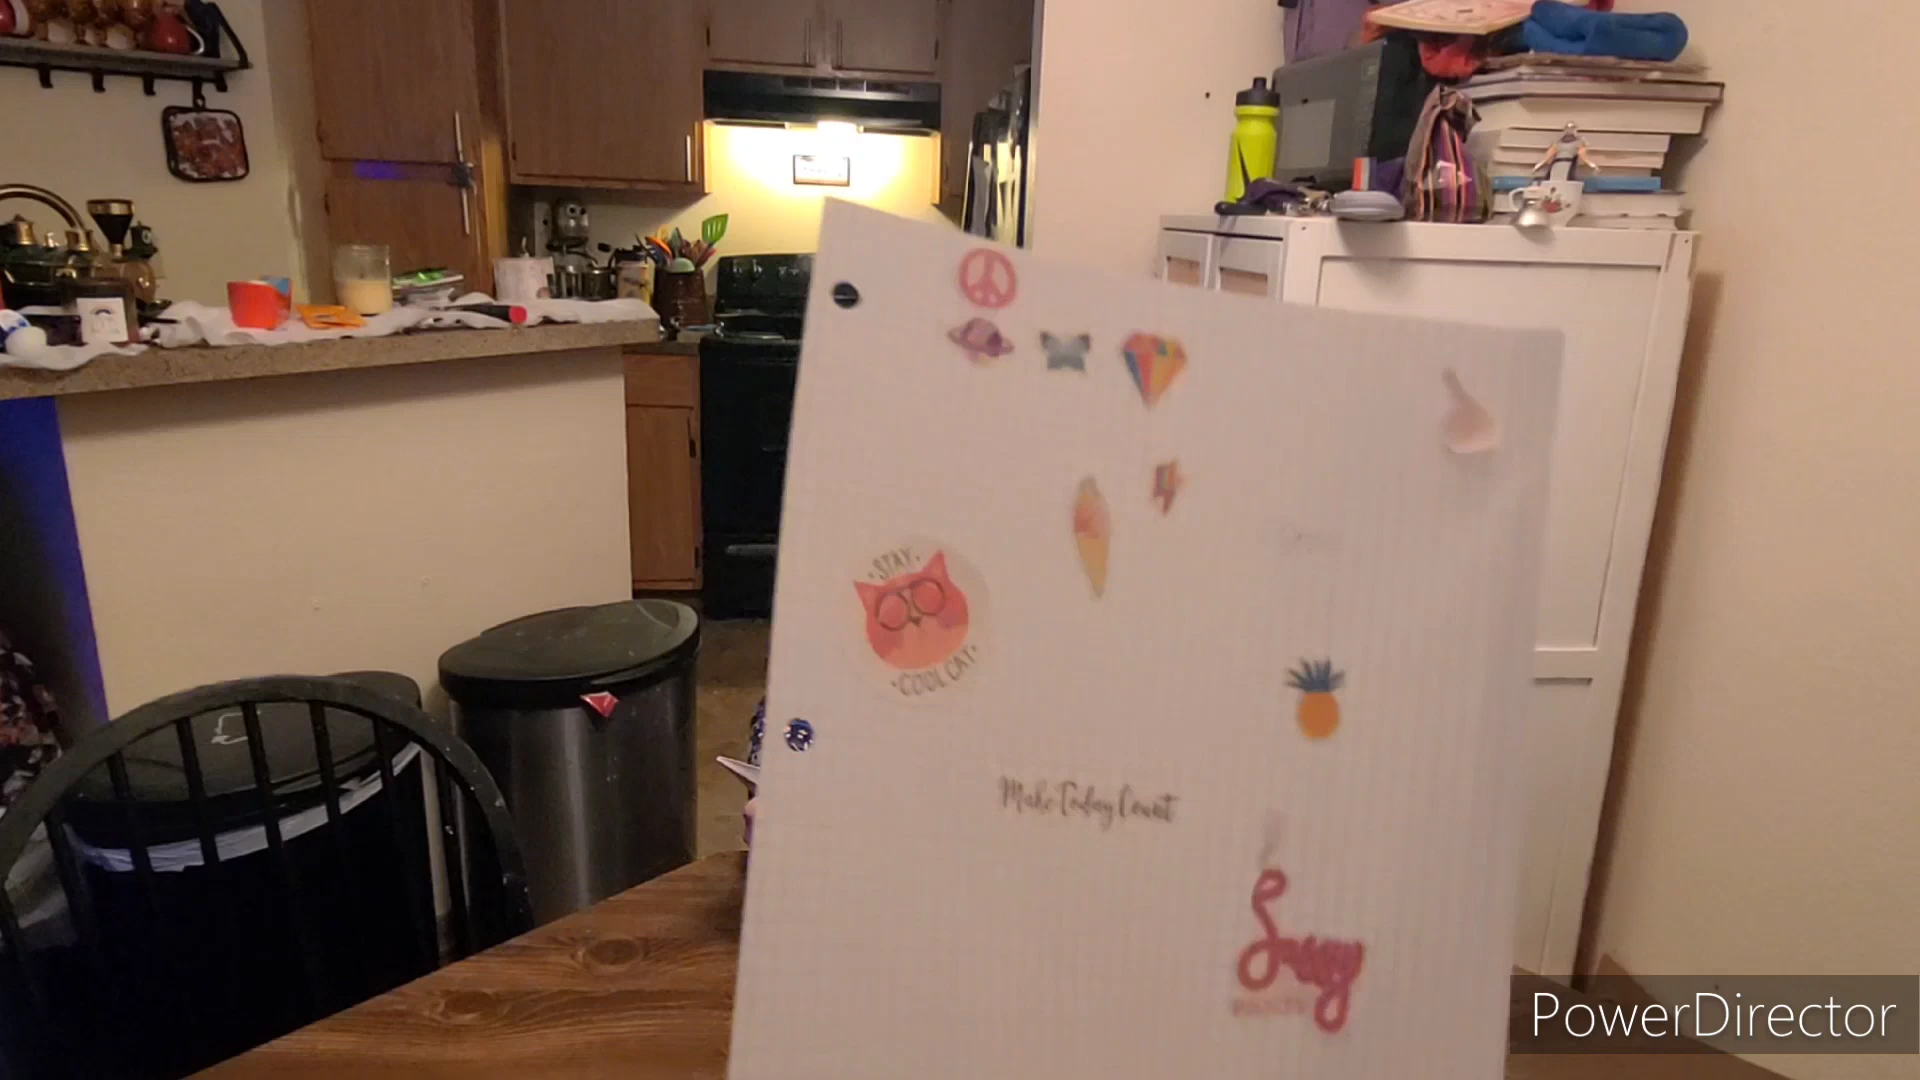 ·STAY·
·COOL CAT·
Make Today Count
Sassy
PowerDirector